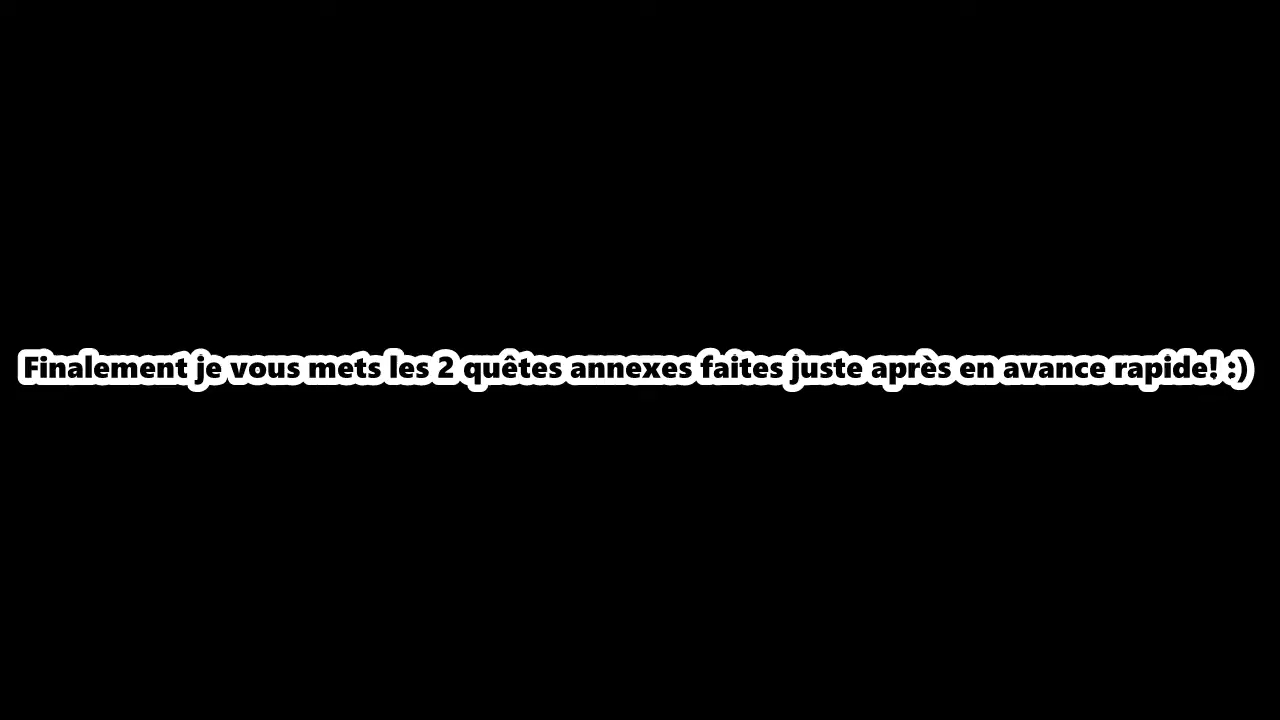 Finalement je vous mets les 2 quêtes annexes faites juste après en avance rapide! :)